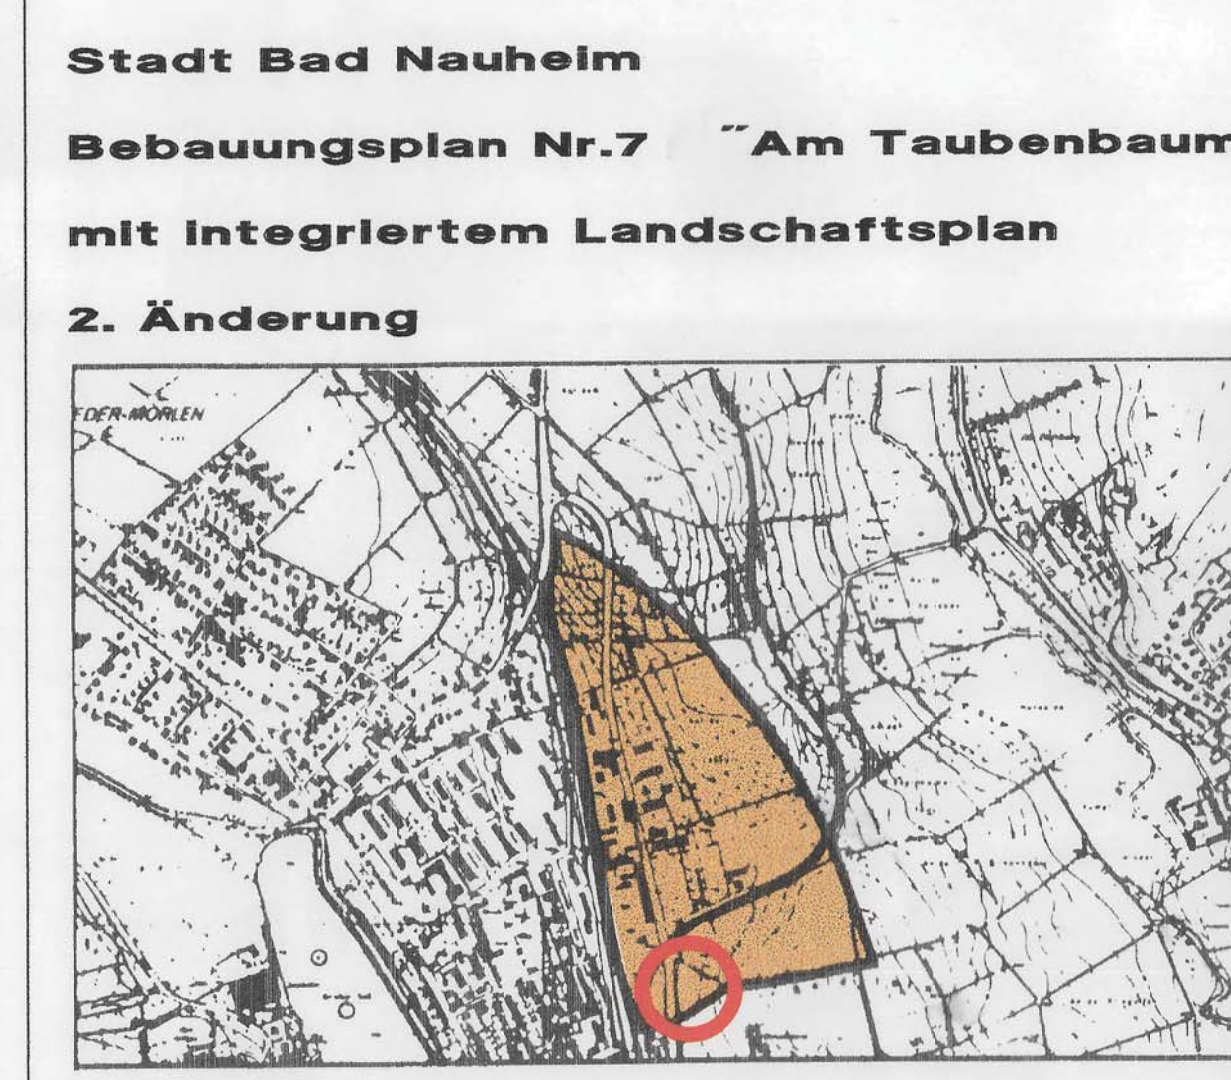 Stadt Bad Nauheim
Bebauungsplan Nr.7 "Am Taubenbaum
mit integriertem Landschaftsplan
2. Änderung
EDER-MÖRLEN